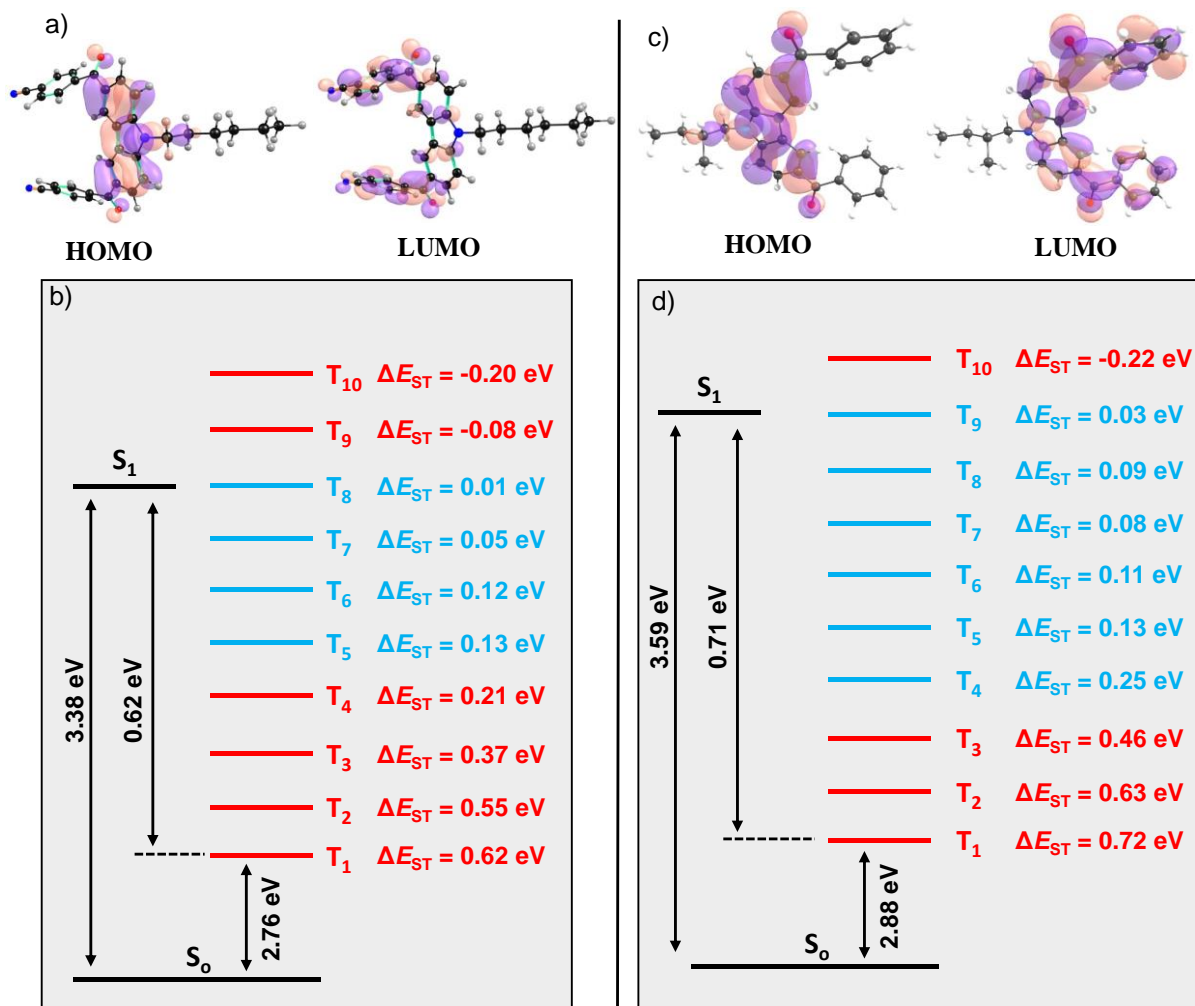 a)
HOMO
LUMO
b)
S1
T10 ΔEST = -0.20 eV
T9 ΔEST = -0.08 eV
T8 ΔEST = 0.01 eV
T7 ΔEST = 0.05 eV
T6 ΔEST = 0.12 eV
T5 ΔEST = 0.13 eV
T4 ΔEST = 0.21 eV
T3 ΔEST = 0.37 eV
T2 ΔEST = 0.55 eV
T1 ΔEST = 0.62 eV
3.38 eV
0.62 eV
2.76 eV
So
c)
HOMO
LUMO
d)
S1
T10 ΔEST = -0.22 eV
T9 ΔEST = 0.03 eV
T8 ΔEST = 0.09 eV
T7 ΔEST = 0.08 eV
T6 ΔEST = 0.11 eV
T5 ΔEST = 0.13 eV
T4 ΔEST = 0.25 eV
T3 ΔEST = 0.46 eV
T2 ΔEST = 0.63 eV
T1 ΔEST = 0.72 eV
3.59 eV
0.71 eV
2.88 eV
So